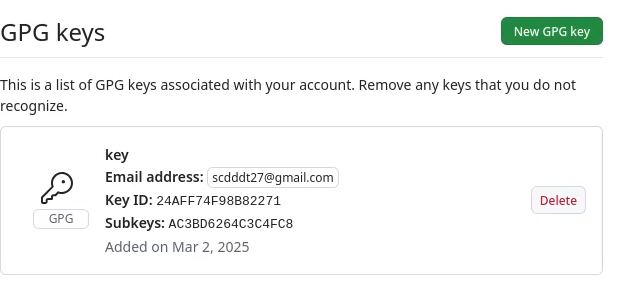 GPG keys
New GPG key
This is a list of GPG keys associated with your account. Remove any keys that you do not
recognize.
key
Email address: scdddt27@gmail.com
Key ID: 24AFF74F98B82271
GPG
Subkeys: AC3BD6264C3C4FC8
Added on Mar 2, 2025
Delete